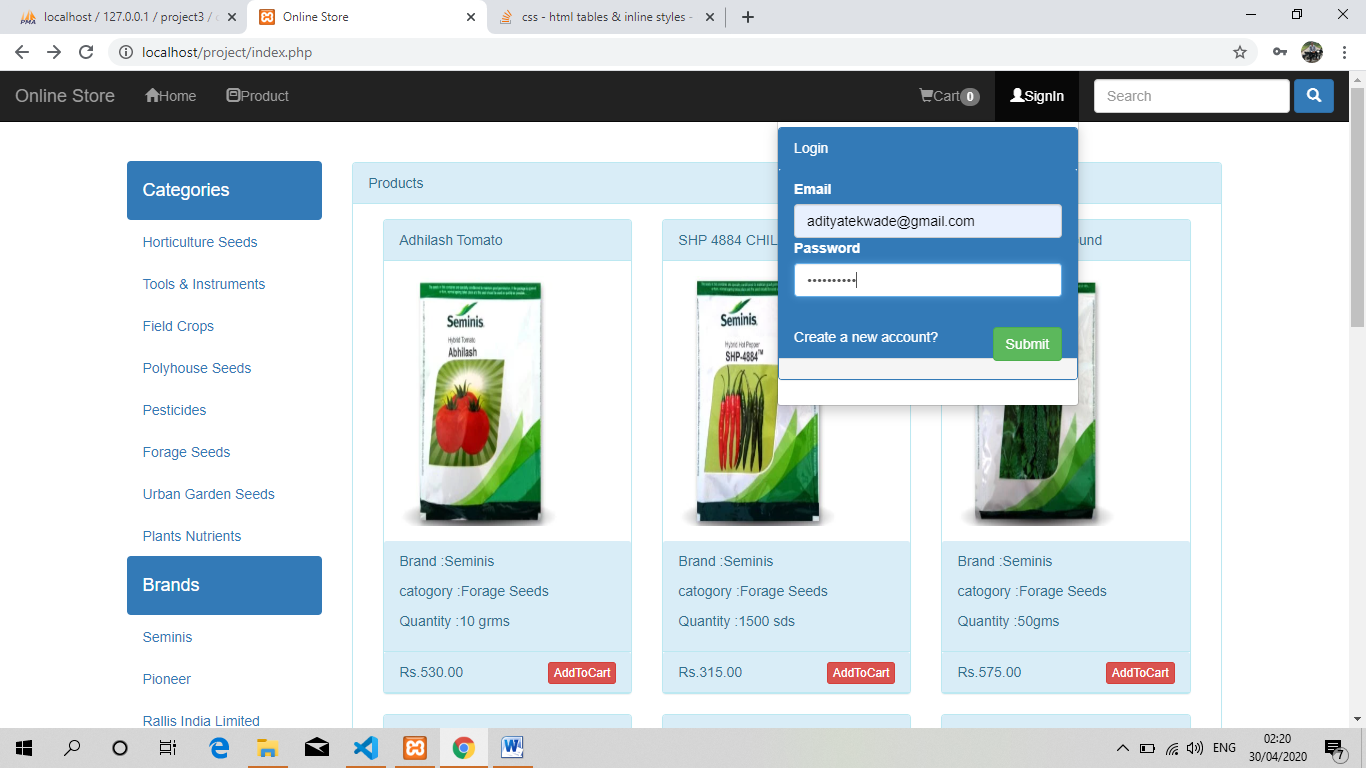 localhost / 127.0.0.1 / project3 /
Online Store
css - html tables & inline styles -
localhost/project/index.php
Online Store
Home
Product
Cart 0
SignIn
Search
Login
Email
adityatekwade@gmail.com
Password
••••••••••
Create a new account?
Submit
Categories
Horticulture Seeds
Tools & Instruments
Field Crops
Polyhouse Seeds
Pesticides
Forage Seeds
Urban Garden Seeds
Plants Nutrients
Brands
Seminis
Pioneer
Rallis India Limited
Products
Adhilash Tomato
Seminis
Hybrid Tomato
Abhilash
Brand :Seminis
catogory :Forage Seeds
Quantity :10 grms
Rs.530.00
AddToCart
SHP 4884 CHIL
Seminis
Hybrid Hot Pepper
SHP-4884™
Brand :Seminis
catogory :Forage Seeds
Quantity :1500 sds
Rs.315.00
AddToCart
Brand :Seminis
catogory :Forage Seeds
Quantity :50gms
Rs.575.00
AddToCart
ENG
02:20
30/04/2020
7